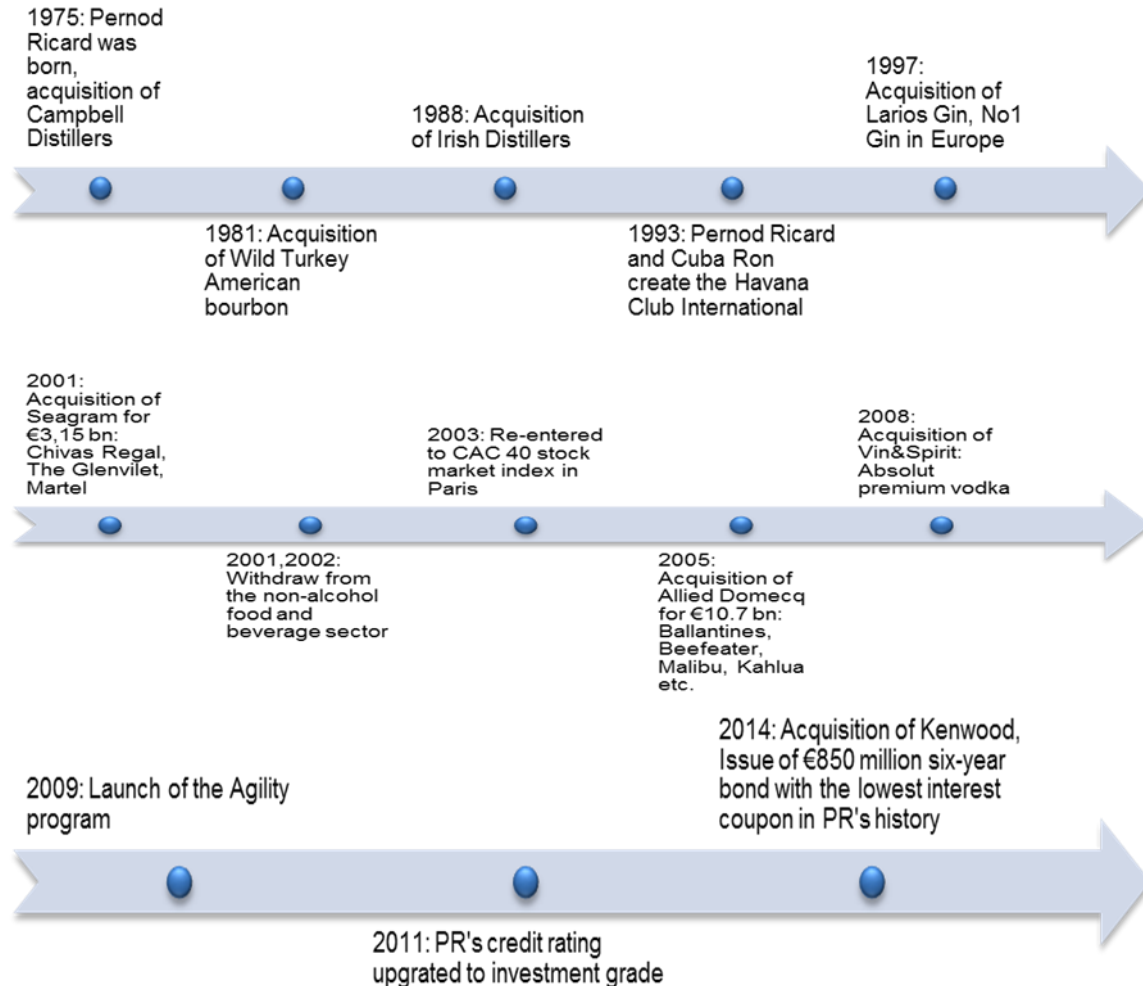 1975: Pernod
Ricard was
born,
acquisition of
Campbell
Distillers
1981: Acquisition
of Wild Turkey
American
bourbon
1988: Acquisition
of Irish Distillers
1993: Pernod Ricard
and Cuba Ron
create the Havana
Club International
1997:
Acquisition of
Larios Gin, No1
Gin in Europe
2001:
Acquisition of
Seagram for
€3,15 bn:
Chivas Regal,
The Glenvilet,
Martel
2001,2002:
Withdraw from
the non-alcohol
food and
beverage sector
2003: Re-entered
to CAC 40 stock
market index in
Paris
2005:
Acquisition of
Allied Domecq
for €10.7 bn:
Ballantines,
Beefeater,
Malibu, Kahlua
etc.
2008:
Acquisition of
Vin&Spirit:
Absolut
premium vodka
2009: Launch of the Agility
program
2011: PR's credit rating
upgrated to investment grade
2014: Acquisition of Kenwood,
Issue of €850 million six-year
bond with the lowest interest
coupon in PR's history